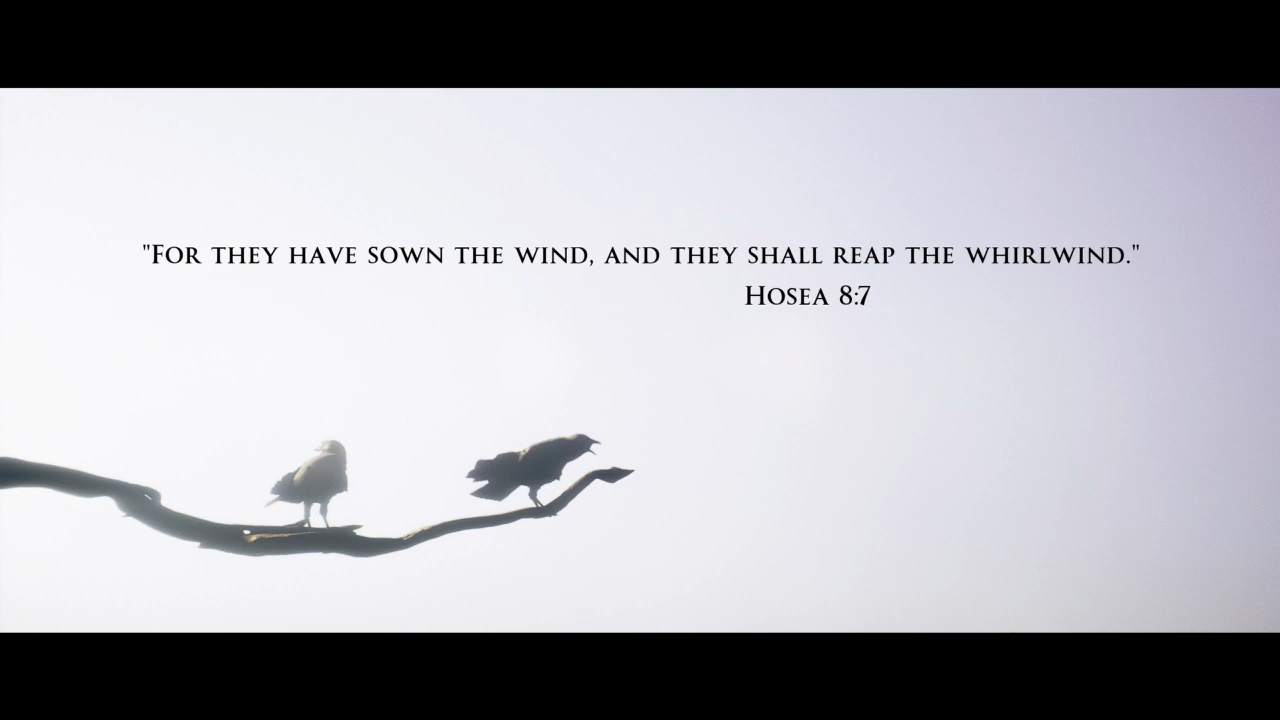 "For they have sown the wind, and they shall reap the whirlwind."
Hosea 8:7